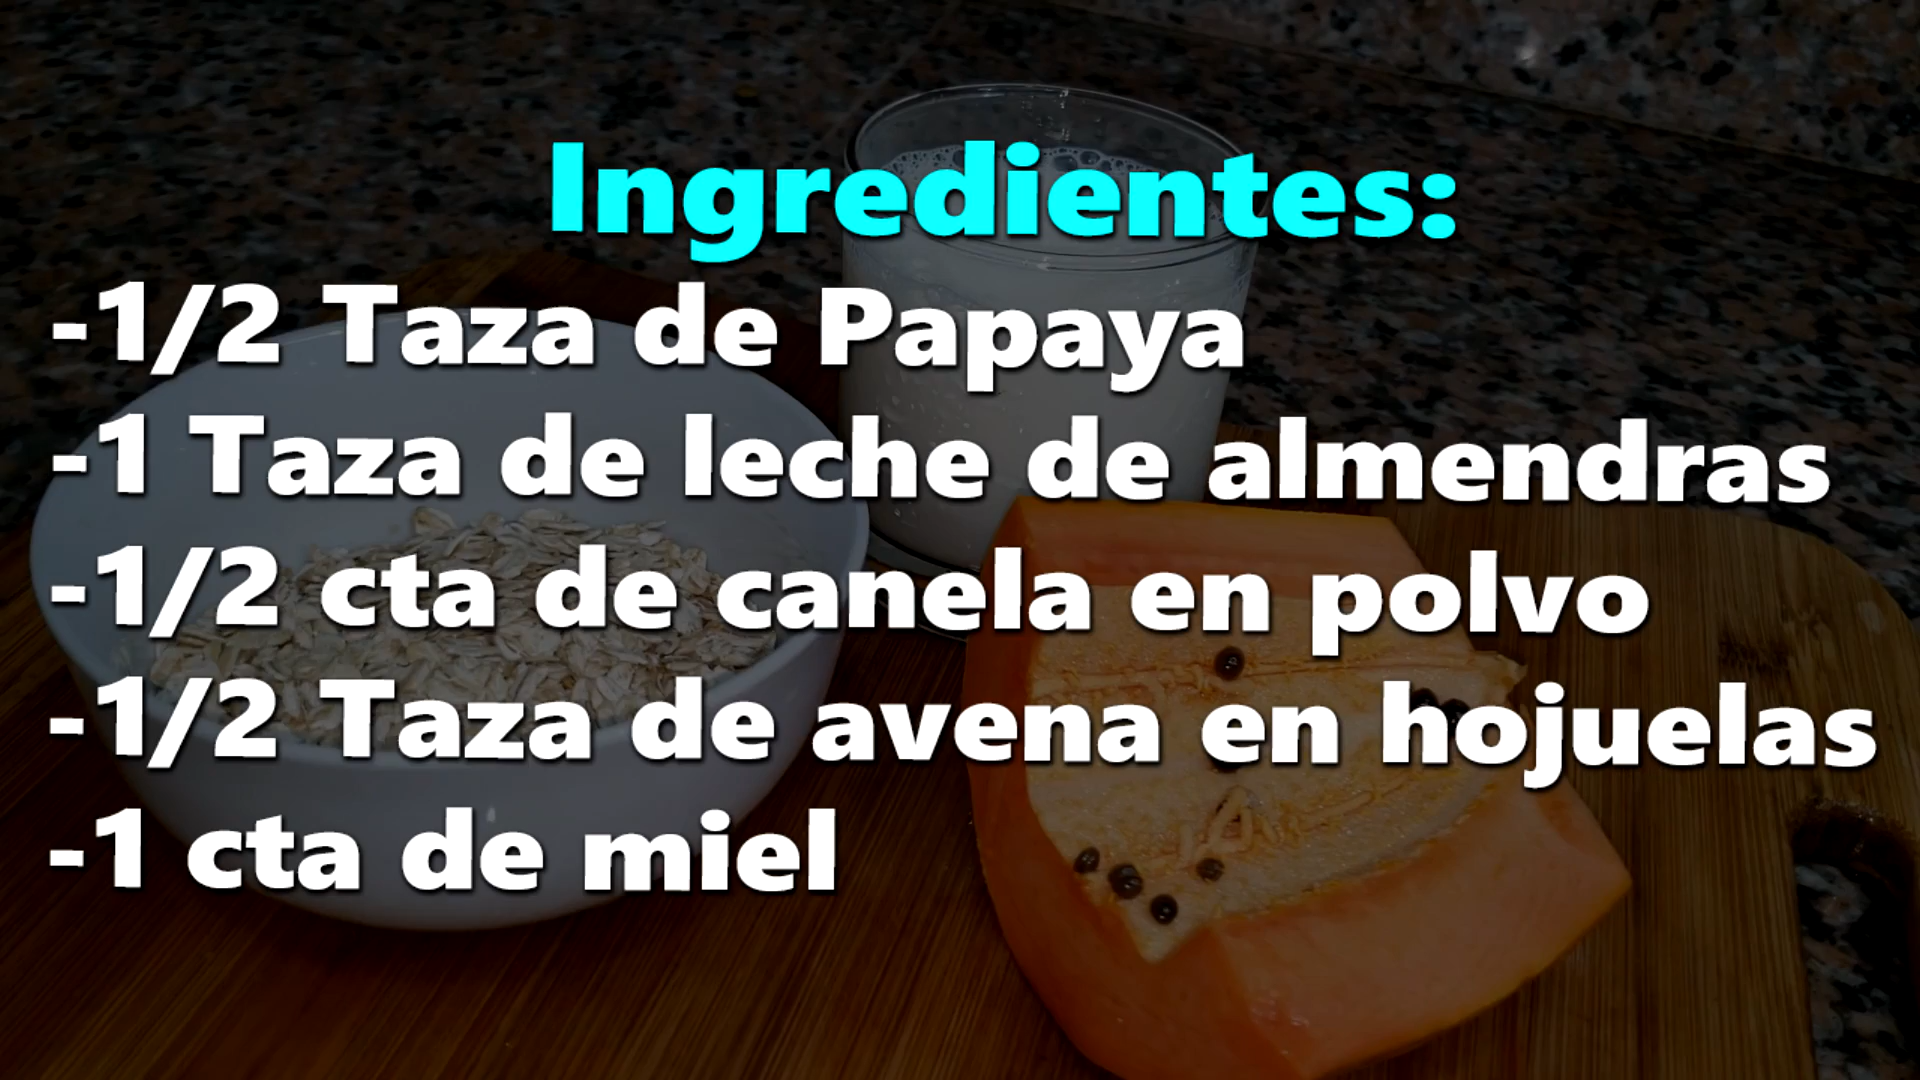 Ingredientes:
-1/2 Taza de Papaya
-1 Taza de leche de almendras
-1/2 cta de canela en polvo
-1/2 Taza de avena en hojuelas
-1 cta de miel